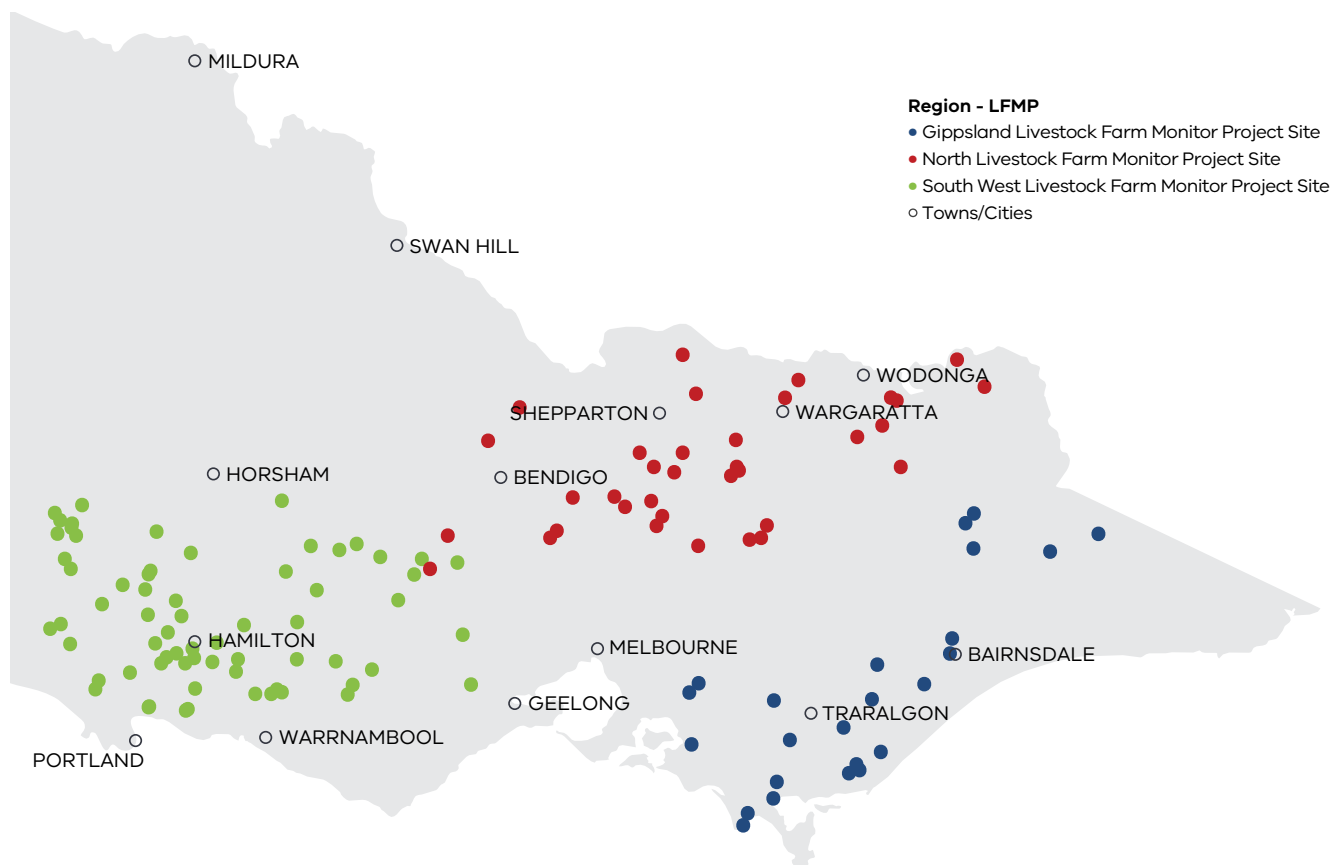 MILDURA
Region - LFMP
Gippsland Livestock Farm Monitor Project Site
North Livestock Farm Monitor Project Site
South West Livestock Farm Monitor Project Site
Towns/Cities
SWAN HILL
WODONGA
SHEPPARTON
WARGARATTA
HORSHAM
BENDIGO
HAMILTON
MELBOURNE
BAIRNSDALE
GEELONG
TRARALGON
WARRNAMBOOL
PORTLAND